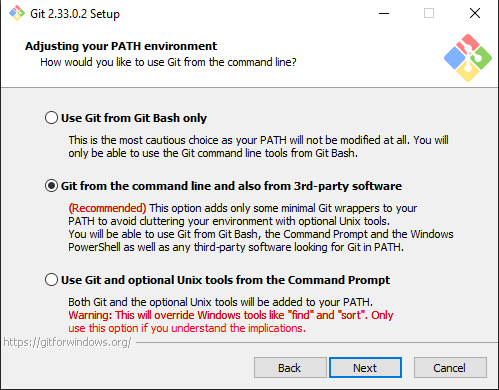 Git 2.33.0.2 Setup
Adjusting your PATH environment
How would you like to use Git from the command line?
Use Git from Git Bash only
This is the most cautious choice as your PATH will not be modified at all. You will
only be able to use the Git command line tools from Git Bash.
Git from the command line and also from 3rd-party software
(Recommended) This option adds only some minimal Git wrappers to your
PATH to avoid cluttering your environment with optional Unix tools.
You will be able to use Git from Git Bash, the Command Prompt and the Windows
PowerShell as well as any third-party software looking for Git in PATH.
Use Git and optional Unix tools from the Command Prompt
Both Git and the optional Unix tools will be added to your PATH.
Warning: This will override Windows tools like "find" and "sort". Only
use this option if you understand the implications.
https://gitforwindows.org/
Back
Next
Cancel